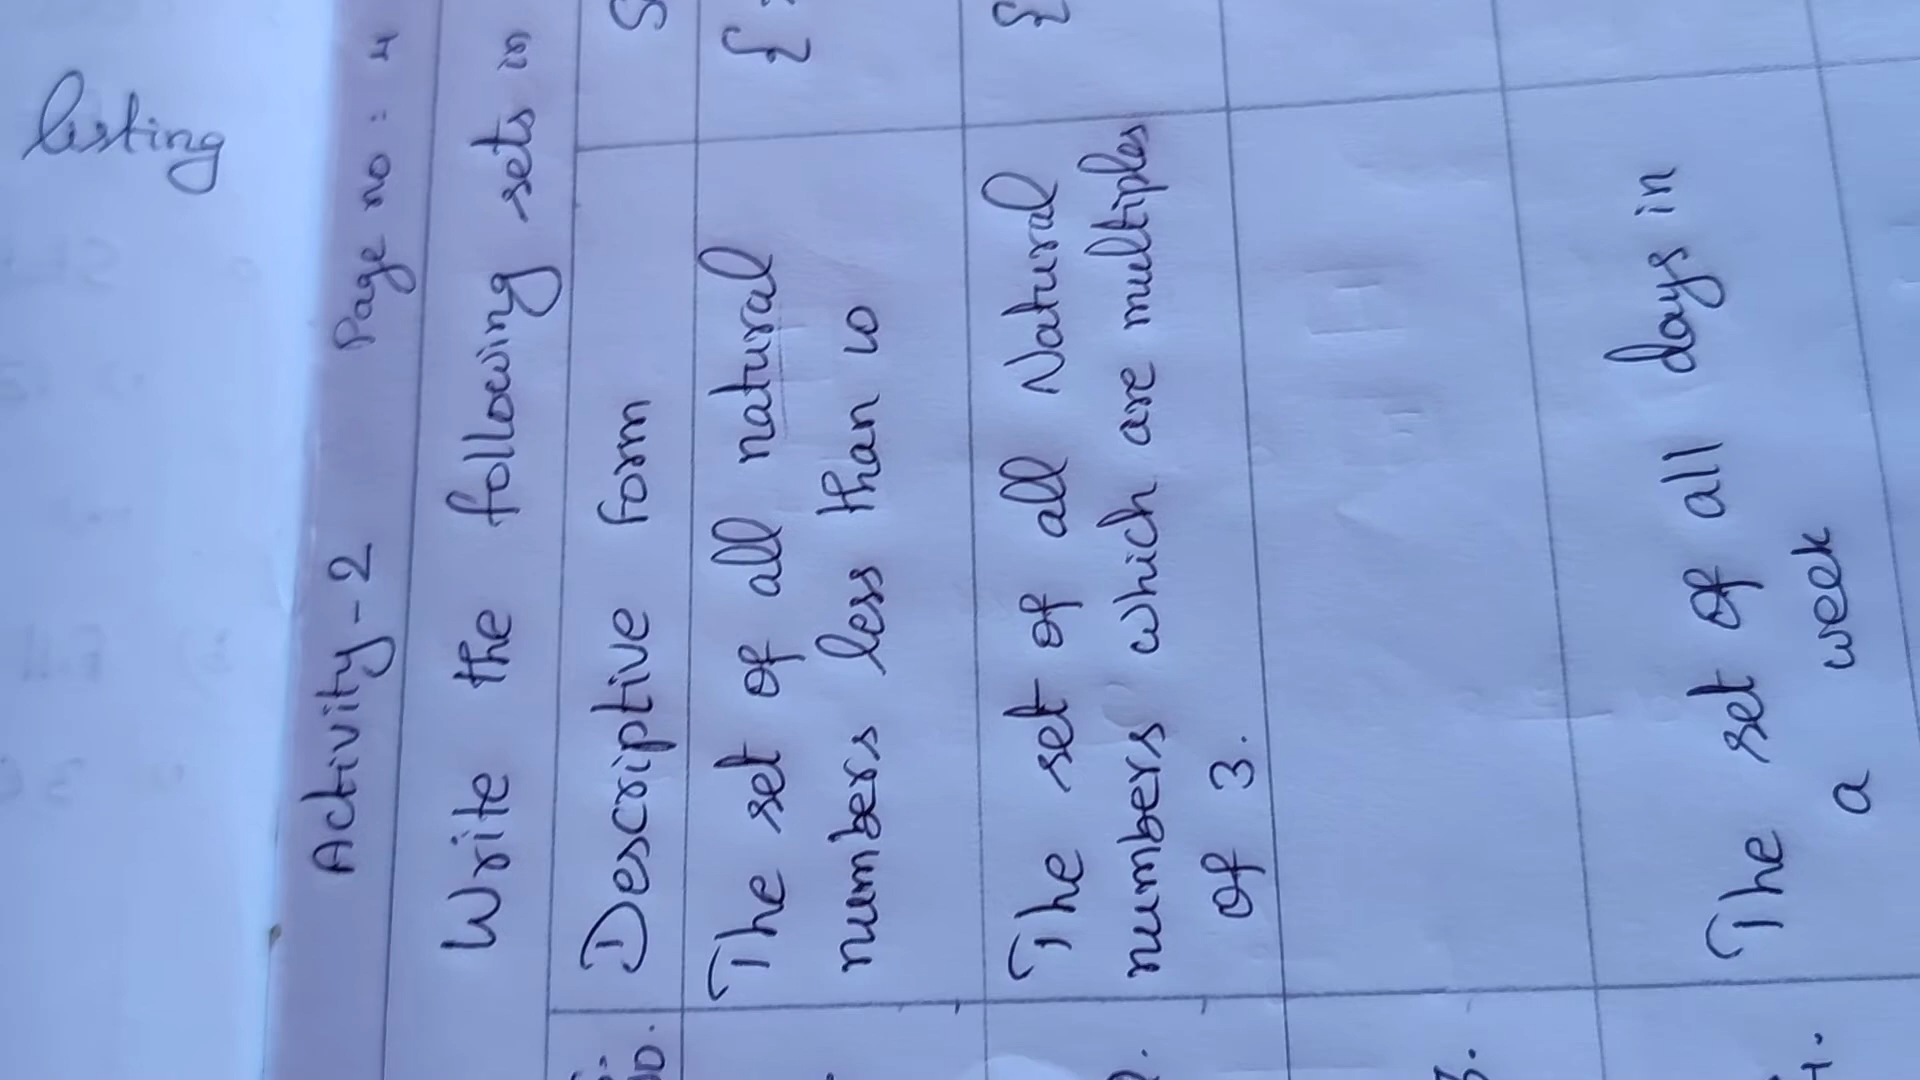 listing
Activity-2 Page no: 4
Write the following sets in
Descriptive form
The set of all natural {
numbers less than 10
The set of all Natural {
numbers which are multiples
of 3.
3.
The set of all days in
a week